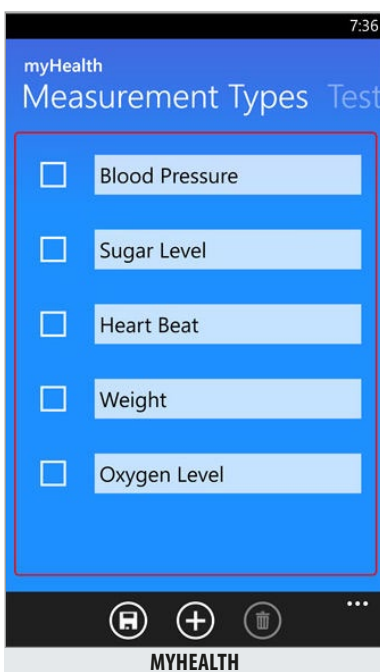 7:36
myHealth
Measurement Types Test
Blood Pressure
Sugar Level
Heart Beat
Weight
Oxygen Level
MYHEALTH